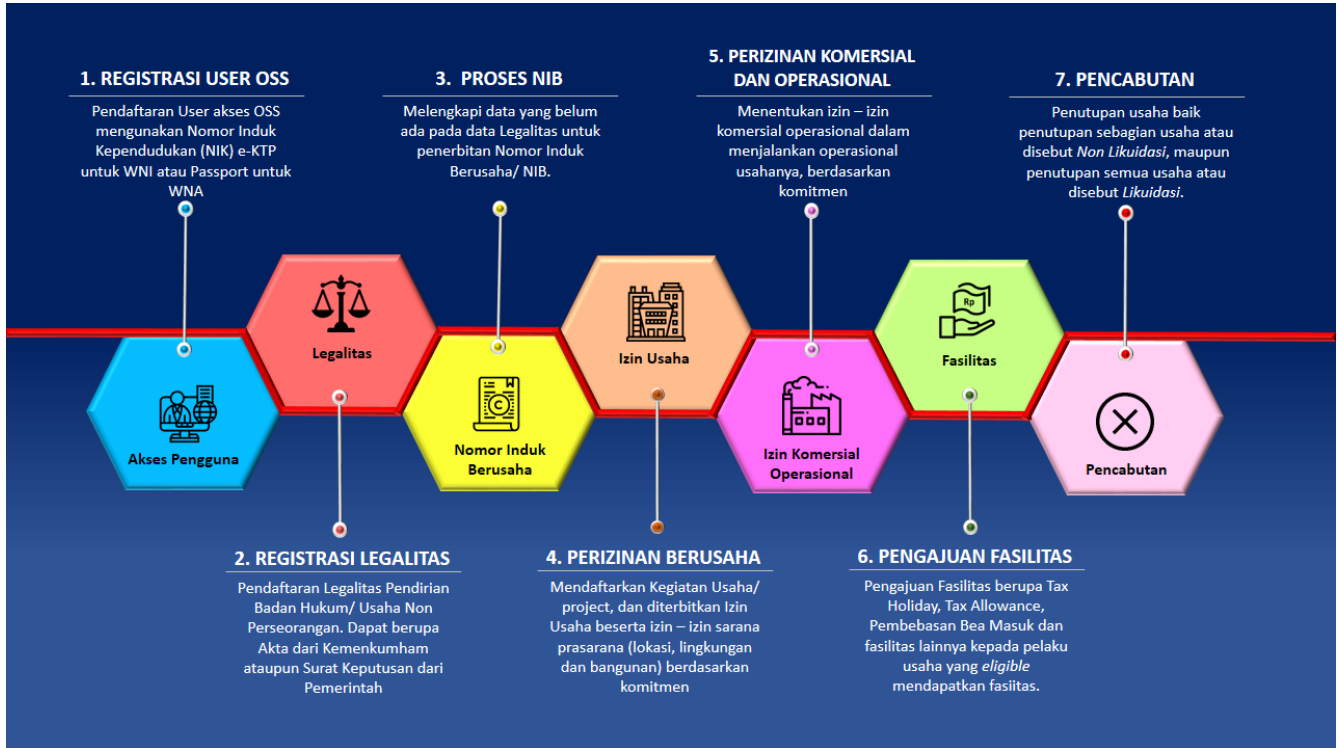 1. REGISTRASI USER OSS
Pendaftaran User akses OSS
mengunakan Nomor Induk
Kependudukan (NIK) e-KTP
untuk WNI atau Passport untuk
WNA
3. PROSES NIB
Melengkapi data yang belum
ada pada data Legalitas untuk
penerbitan Nomor Induk
Berusaha/ NIB.
5. PERIZINAN KOMERSIAL
DAN OPERASIONAL
Menentukan izin – izin
komersial operasional dalam
menjalankan operasional
usahanya, berdasarkan
komitmen
7. PENCABUTAN
Penutupan usaha baik
penutupan sebagian usaha atau
disebut Non Likuidasi, maupun
penutupan semua usaha atau
disebut Likuidasi.
Akses Pengguna
Legalitas
C
Nomor Induk
Berusaha
Izin Usaha
Izin Komersial
Operasional
Rp
Fasilitas
Pencabutan
2. REGISTRASI LEGALITAS
Pendaftaran Legalitas Pendirian
Badan Hukum/ Usaha Non
Perseorangan. Dapat berupa
Akta dari Kemenkumham
ataupun Surat Keputusan dari
Pemerintah
4. PERIZINAN BERUSAHA
Mendaftarkan Kegiatan Usaha/
project, dan diterbitkan Izin
Usaha beserta izin – izin sarana
prasarana (lokasi, lingkungan
dan bangunan) berdasarkan
komitmen
6. PENGAJUAN FASILITAS
Pengajuan Fasilitas berupa Tax
Holiday, Tax Allowance,
Pembebasan Bea Masuk dan
fasilitas lainnya kepada pelaku
usaha yang eligible
mendapatkan fasiitas.